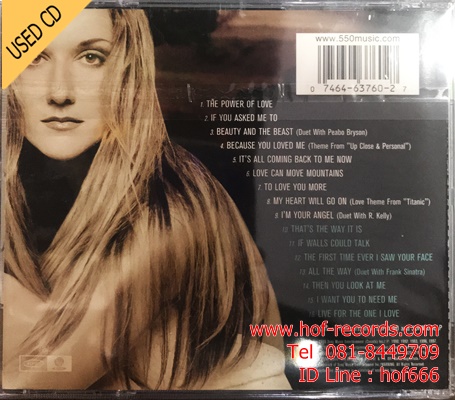 USED CD
www.550music.com
0 7464-63760-2 7
1 THE POWER OF LOVE
2 IF YOU ASKED ME TO
3 BEAUTY AND THE BEAST (Duet With Peabo Bryson)
4 BECAUSE YOU LOVED ME (Theme From "Up Close & Personal")
5 IT'S ALL COMING BACK TO ME NOW
6 LOVE CAN MOVE MOUNTAINS
7 TO LOVE YOU MORE
8 MY HEART WILL GO ON (Love Theme From "Titanic")
9 I'M YOUR ANGEL (Duet With R. Kelly)
10 THAT'S THE WAY IT IS
11 IF WALLS COULD TALK
12 THE FIRST TIME EVER I SAW YOUR FACE
13 ALL THE WAY (Duet With Frank Sinatra)
14 THEN YOU LOOK AT ME
15 I WANT YOU TO NEED ME
LIVE FOR THE ONE I LOVE
www.hof-records.com
Tel 081-8449709
ID Line : hof666